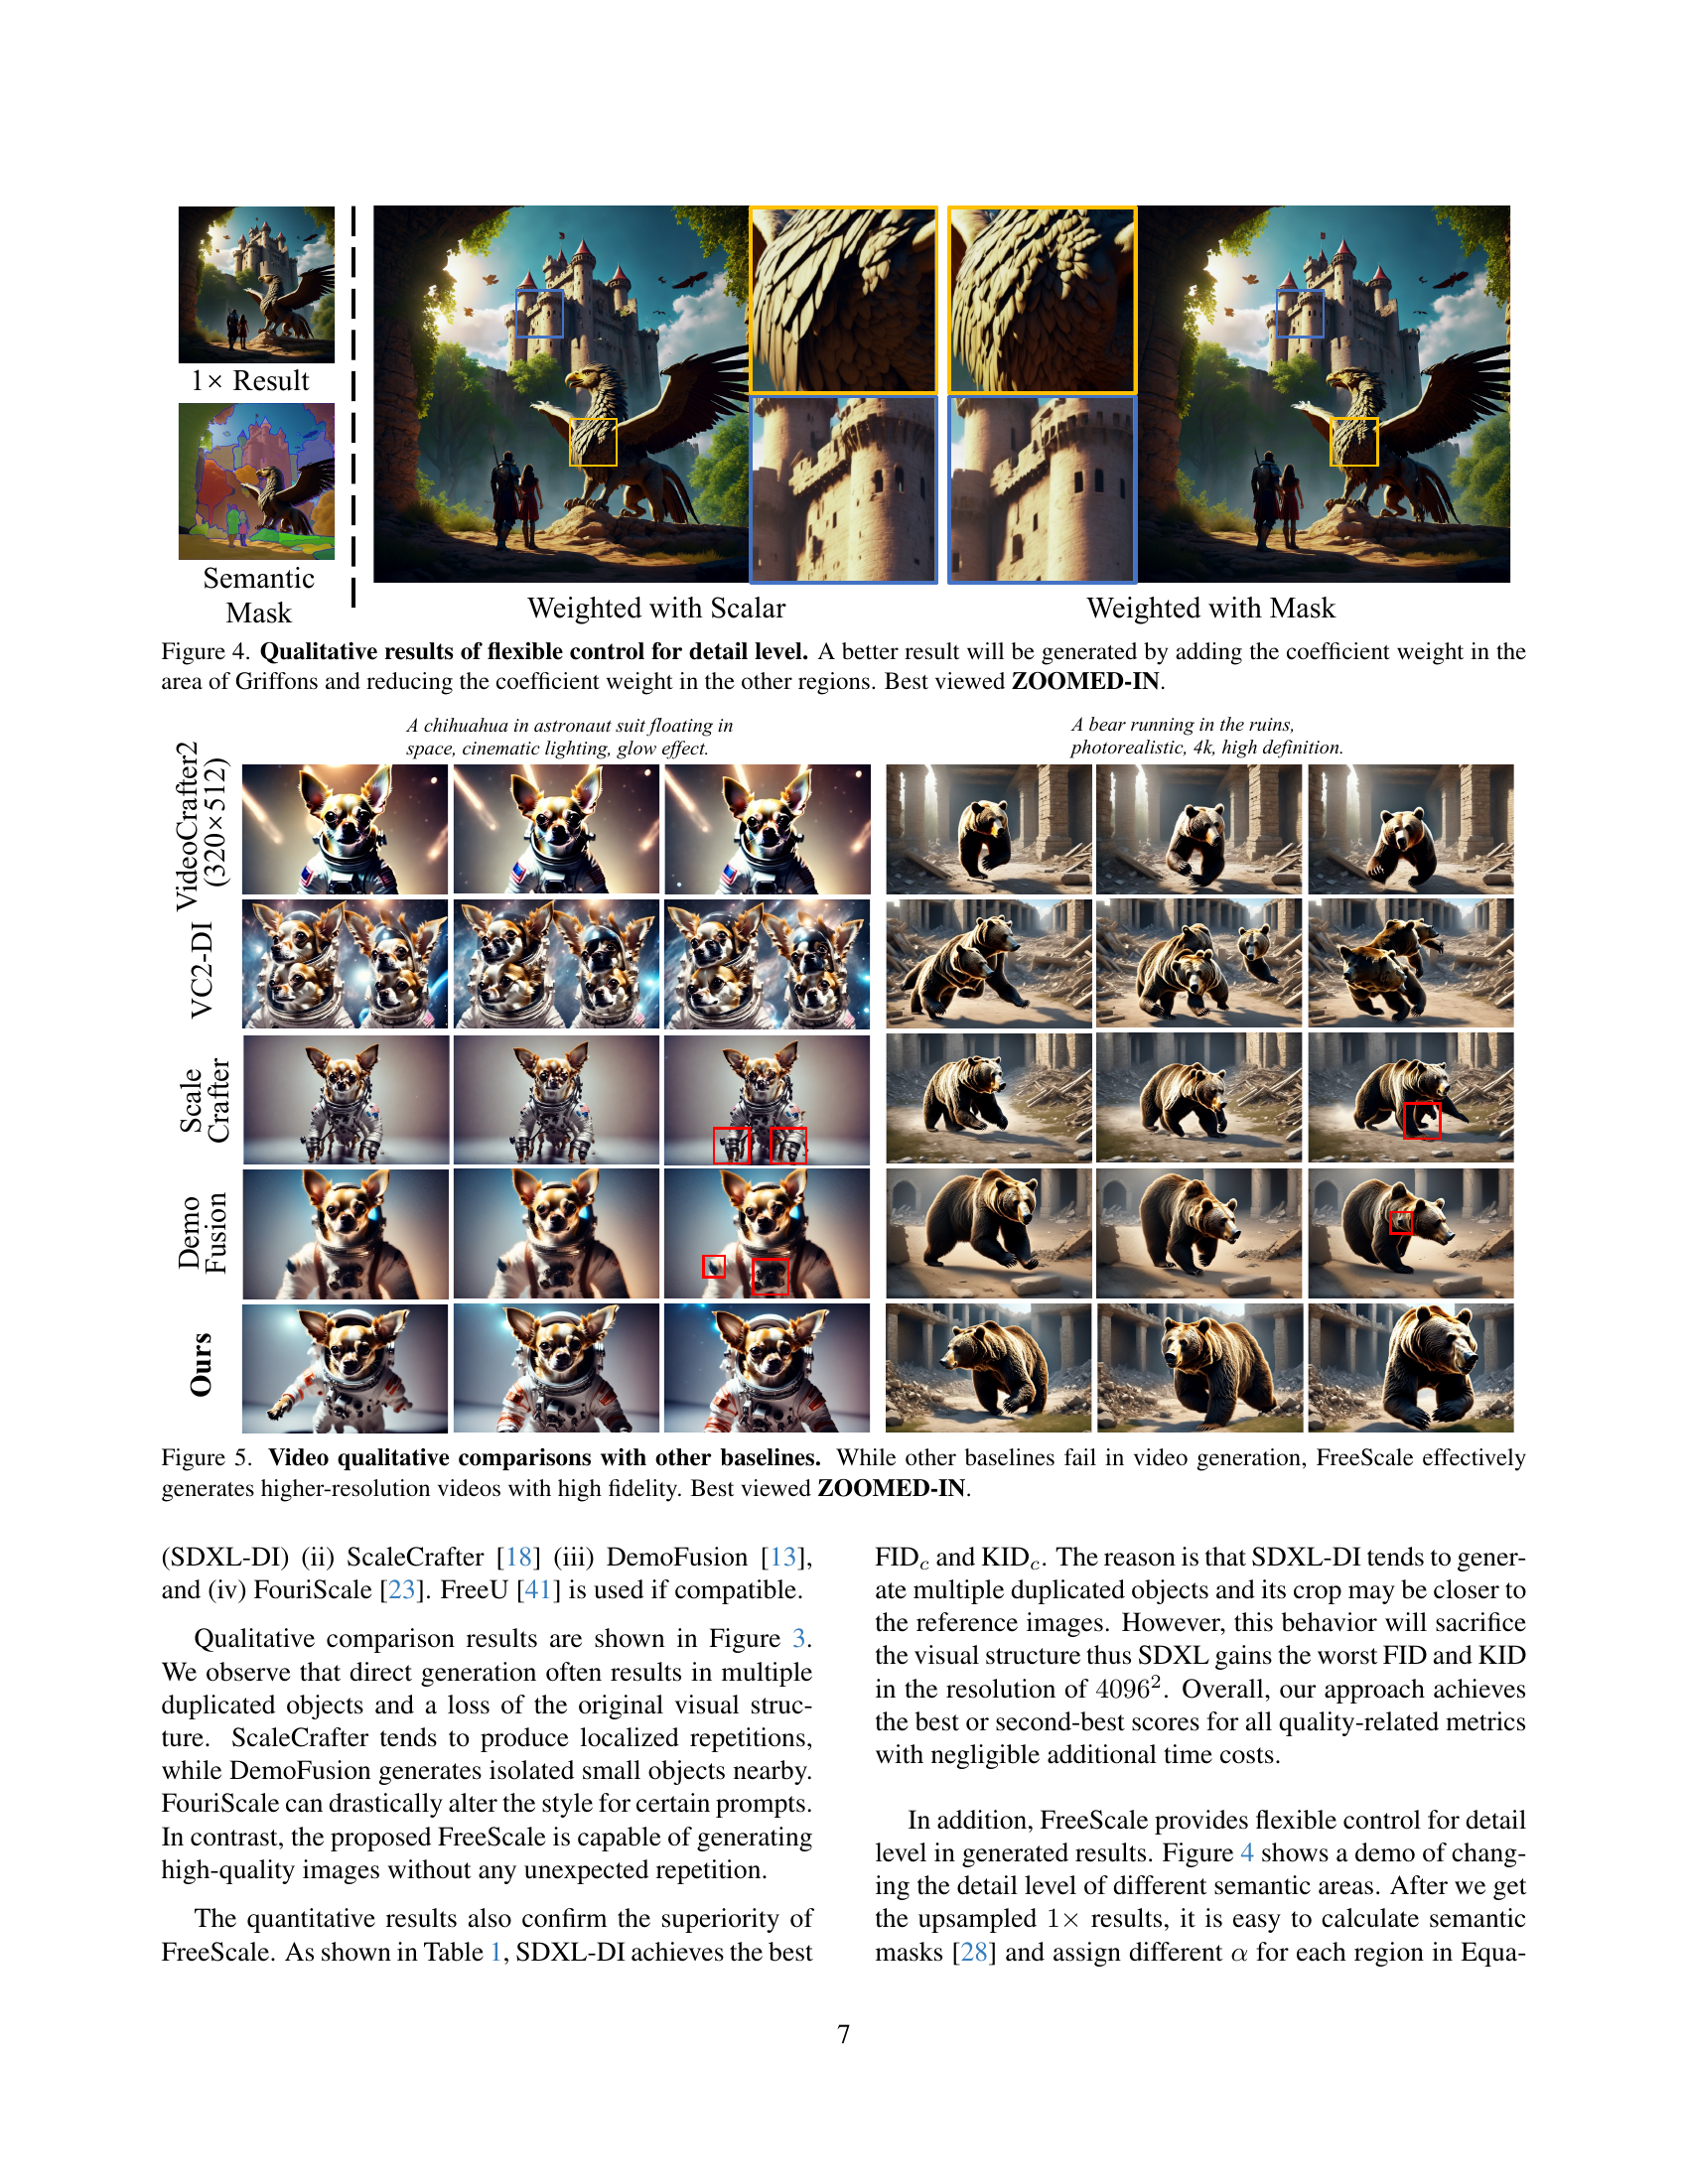 1× Result
Semantic
Mask
Weighted with Scalar
Weighted with Mask
Figure 4. Qualitative results of flexible control for detail level. A better result will be generated by adding the coefficient weight in the
area of Griffons and reducing the coefficient weight in the other regions. Best viewed ZOOMED-IN.
A chihuahua in astronaut suit floating in
space, cinematic lighting, glow effect.
A bear running in the ruins,
photorealistic, 4k, high definition.
VideoCrafter2
(320×512)
VC2-DI
Scale
Crafter
Demo
Fusion
Ours
Figure 5. Video qualitative comparisons with other baselines. While other baselines fail in video generation, FreeScale effectively
generates higher-resolution videos with high fidelity. Best viewed ZOOMED-IN.
(SDXL-DI) (ii) ScaleCrafter [18] (iii) DemoFusion [13],
and (iv) FouriScale [23]. FreeU [41] is used if compatible.
Qualitative comparison results are shown in Figure 3.
We observe that direct generation often results in multiple
duplicated objects and a loss of the original visual struc-
ture. ScaleCrafter tends to produce localized repetitions,
while DemoFusion generates isolated small objects nearby.
FouriScale can drastically alter the style for certain prompts.
In contrast, the proposed FreeScale is capable of generating
high-quality images without any unexpected repetition.
The quantitative results also confirm the superiority of
FreeScale. As shown in Table 1, SDXL-DI achieves the best
FID_c and KID_c. The reason is that SDXL-DI tends to gener-
ate multiple duplicated objects and its crop may be closer to
the reference images. However, this behavior will sacrifice
the visual structure thus SDXL gains the worst FID and KID
in the resolution of 4096². Overall, our approach achieves
the best or second-best scores for all quality-related metrics
with negligible additional time costs.
In addition, FreeScale provides flexible control for detail
level in generated results. Figure 4 shows a demo of chang-
ing the detail level of different semantic areas. After we get
the upsampled 1× results, it is easy to calculate semantic
masks [28] and assign different α for each region in Equa-
7